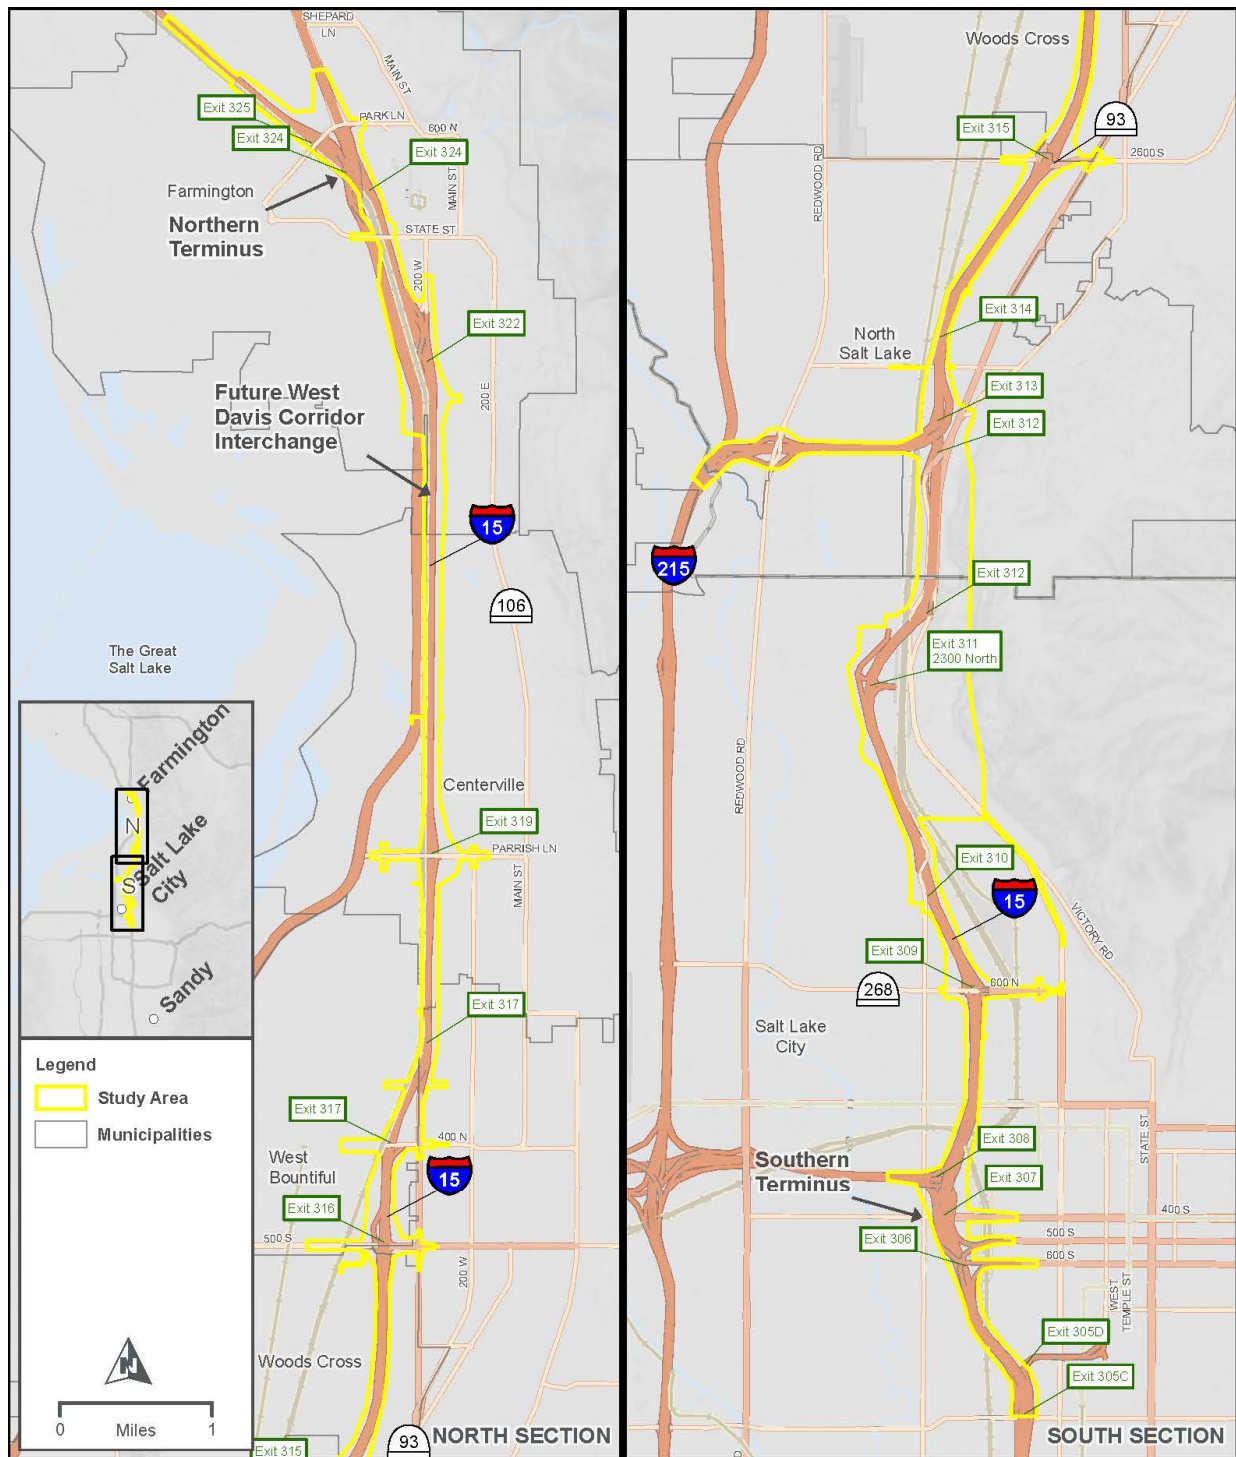 SHEPARD
LN
MAIN ST
Exit 325
PARK LN
600 N
Exit 324
Exit 324
Farmington
MAIN ST
Northern
Terminus
STATE ST
200 W
Exit 322
Future West
Davis Corridor
Interchange
200 E
15
106
The Great
Salt Lake
Centerville
Exit 319
PARRISH LN
MAIN ST
Exit 317
Exit 317
400 N
West
Bountiful
15
Exit 316
500 S
200 W
Woods Cross
93
Exit 315
NORTH SECTION
Farmington
N
Salt Lake
City
S
Sandy
Legend
Study Area
Municipalities
N
0
Miles
1
Woods Cross
93
Exit 315
2600 S
REDWOOD RD
Exit 314
North
Salt Lake
Exit 313
Exit 312
215
Exit 312
Exit 311
2300 North
REDWOOD RD
Exit 310
15
VICTORY RD
Exit 309
600 N
268
Salt Lake
City
STATE ST
Exit 308
Southern
Terminus
Exit 307
400 S
500 S
Exit 306
600 S
WEST
TEMPLE ST
Exit 305D
Exit 305C
D
SOUTH SECTION